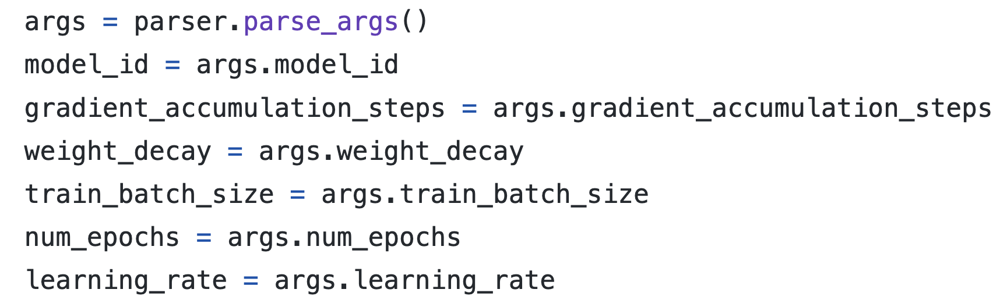 args = parser.parse_args()
model_id = args.model_id
gradient_accumulation_steps = args.gradient_accumulation_steps
weight_decay = args.weight_decay
train_batch_size = args.train_batch_size
num_epochs = args.num_epochs
learning_rate = args.learning_rate